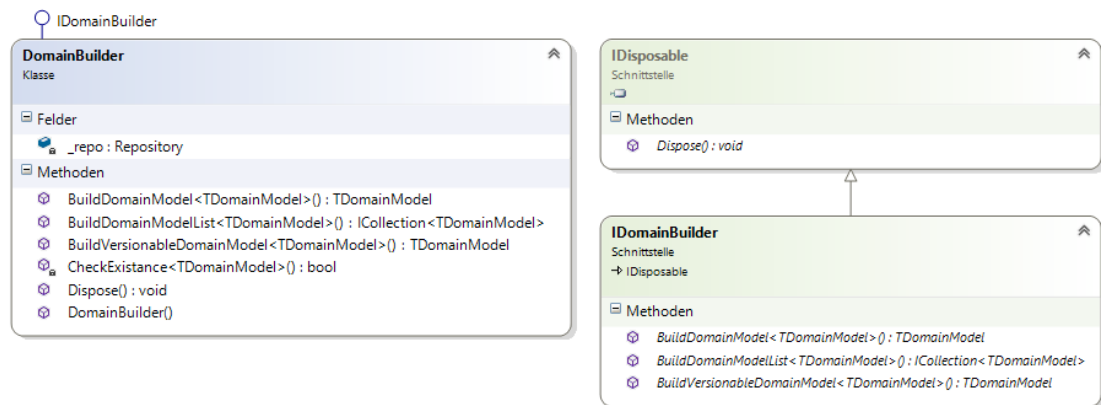 IDomainBuilder
DomainBuilder
Klasse
Felder
_repo : Repository
Methoden
BuildDomainModel<TDomainModel>() : TDomainModel
BuildDomainModelList<TDomainModel>() : ICollection<TDomainModel>
BuildVersionableDomainModel<TDomainModel>() : TDomainModel
CheckExistance<TDomainModel>() : bool
Dispose() : void
DomainBuilder()
IDisposable
Schnittstelle
Methoden
Dispose() : void
IDomainBuilder
Schnittstelle
IDisposable
Methoden
BuildDomainModel<TDomainModel>() : TDomainModel
BuildDomainModelList<TDomainModel>() : ICollection<TDomainModel>
BuildVersionableDomainModel<TDomainModel>() : TDomainModel